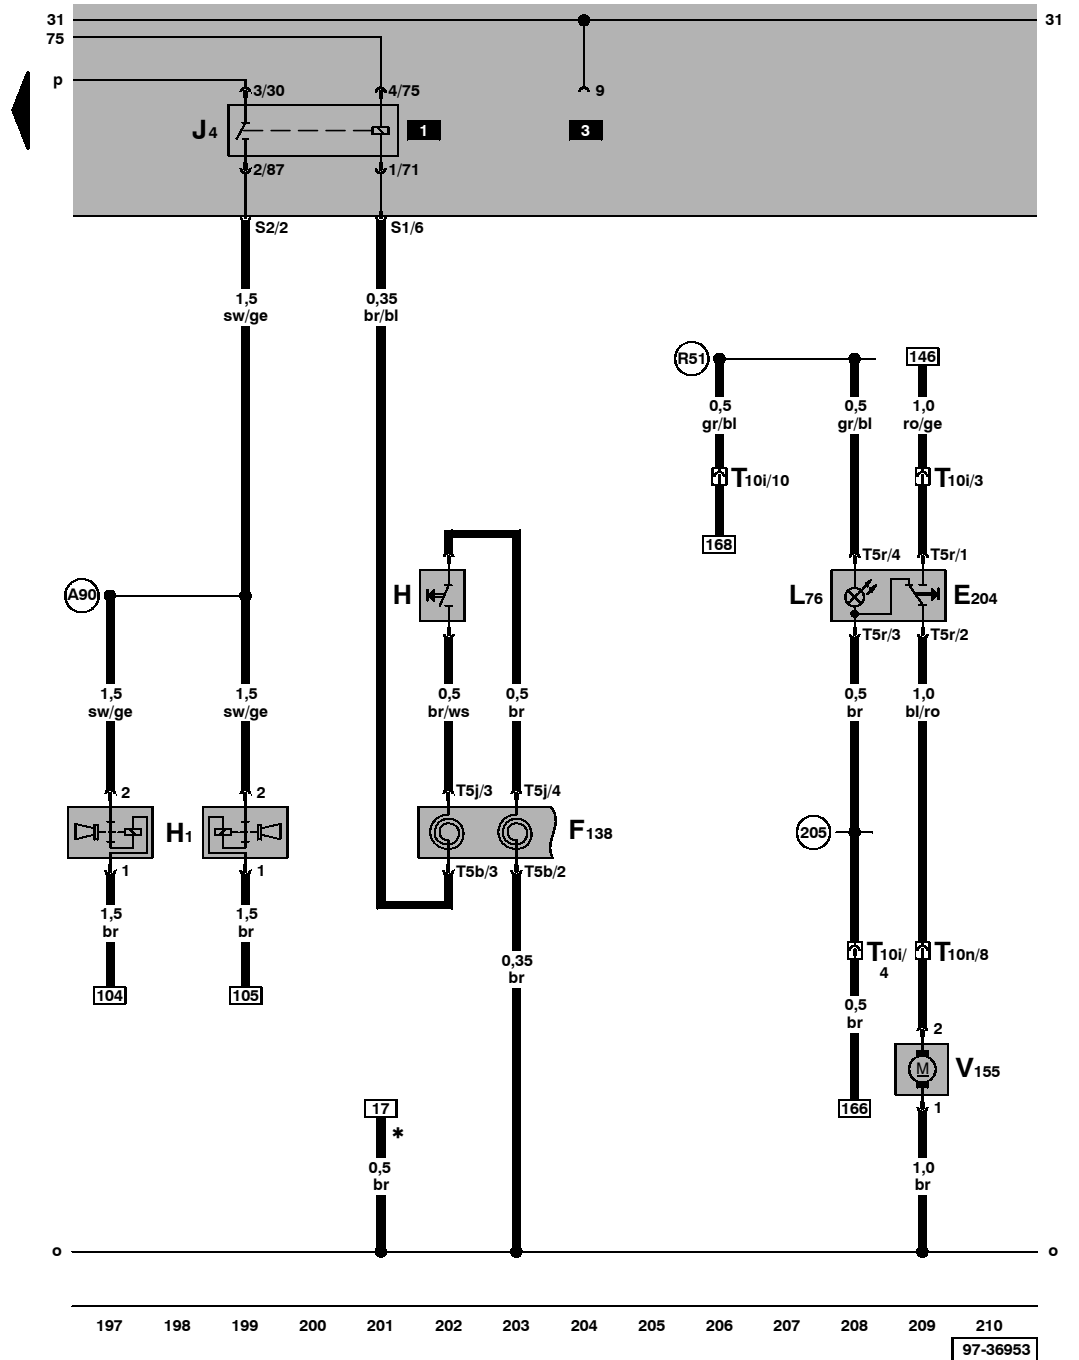 31 31
75
p
3/30 4/75 9
J4 1 3
2/87 1/71
S2/2 S1/6
1,5 0,35
sw/ge br/bl
R51 146
0,5 0,5 1,0
gr/bl gr/bl ro/ge
T10i/10 T10i/3
168
T5r/4 T5r/1
A90 H L76 E204
T5r/3 T5r/2
1,5 1,5 0,5 0,5 0,5 1,0
sw/ge sw/ge br/ws br br bl/ro
2 2 T5j/3 T5j/4
H1 F138 205
1 1 T5b/3 T5b/2
1,5 1,5
br br
T10i/ T10n/8
4
0,35
br
104 105
0,5
br
2
M V155
17 166 1
*
0,5 1,0
br br
o o
197 198 199 200 201 202 203 204 205 206 207 208 209 210
97-36953